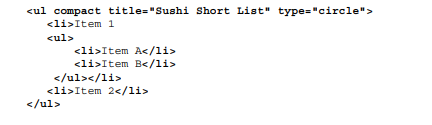 <ul compact title="Sushi Short List" type="circle">
<li>Item 1
<ul>
<li>Item A</li>
<li>Item B</li>
</ul></li>
<li>Item 2</li>
</ul>